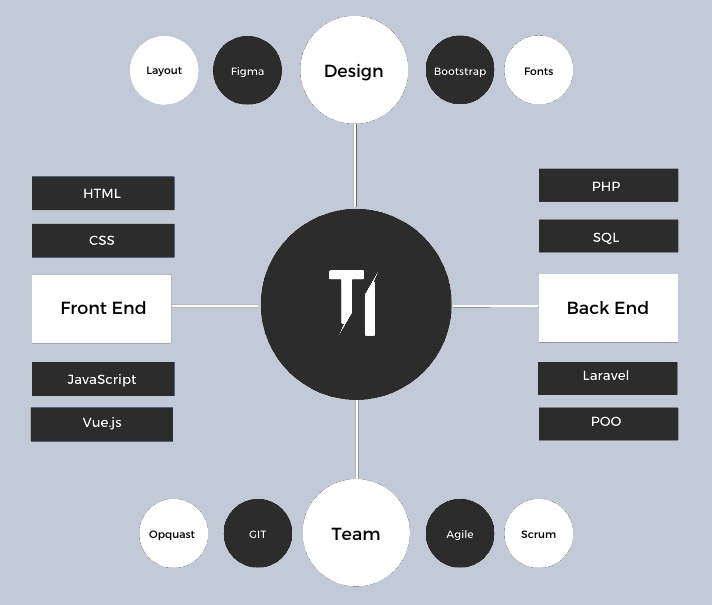 Layout
Figma
Design
Bootstrap
Fonts
HTML
CSS
Front End
JavaScript
Vue.js
TI
PHP
SQL
Back End
Laravel
POO
Opquast
GIT
Team
Agile
Scrum